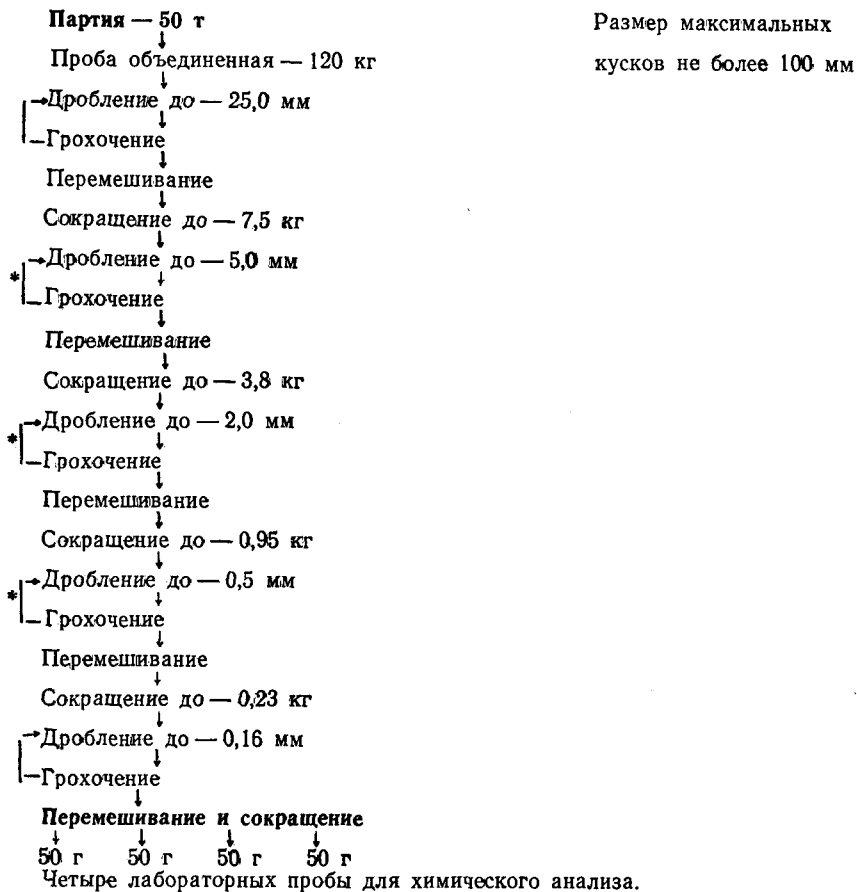 Партия — 50 т
Размер максимальных
кусков не более 100 мм
Проба объединенная — 120 кг
Дробление до — 25,0 мм
Грохочение
Перемешивание
Сокращение до — 7,5 кг
* Дробление до — 5,0 мм
Грохочение
Перемешивание
Сокращение до — 3,8 кг
* Дробление до — 2,0 мм
Грохочение
Перемешивание
Сокращение до — 0,95 кг
* Дробление до — 0,5 мм
Грохочение
Перемешивание
Сокращение до — 0,23 кг
Дробление до — 0,16 мм
Грохочение
Перемешивание и сокращение
50 г 50 г 50 г 50 г
Четыре лабораторных пробы для химического анализа.